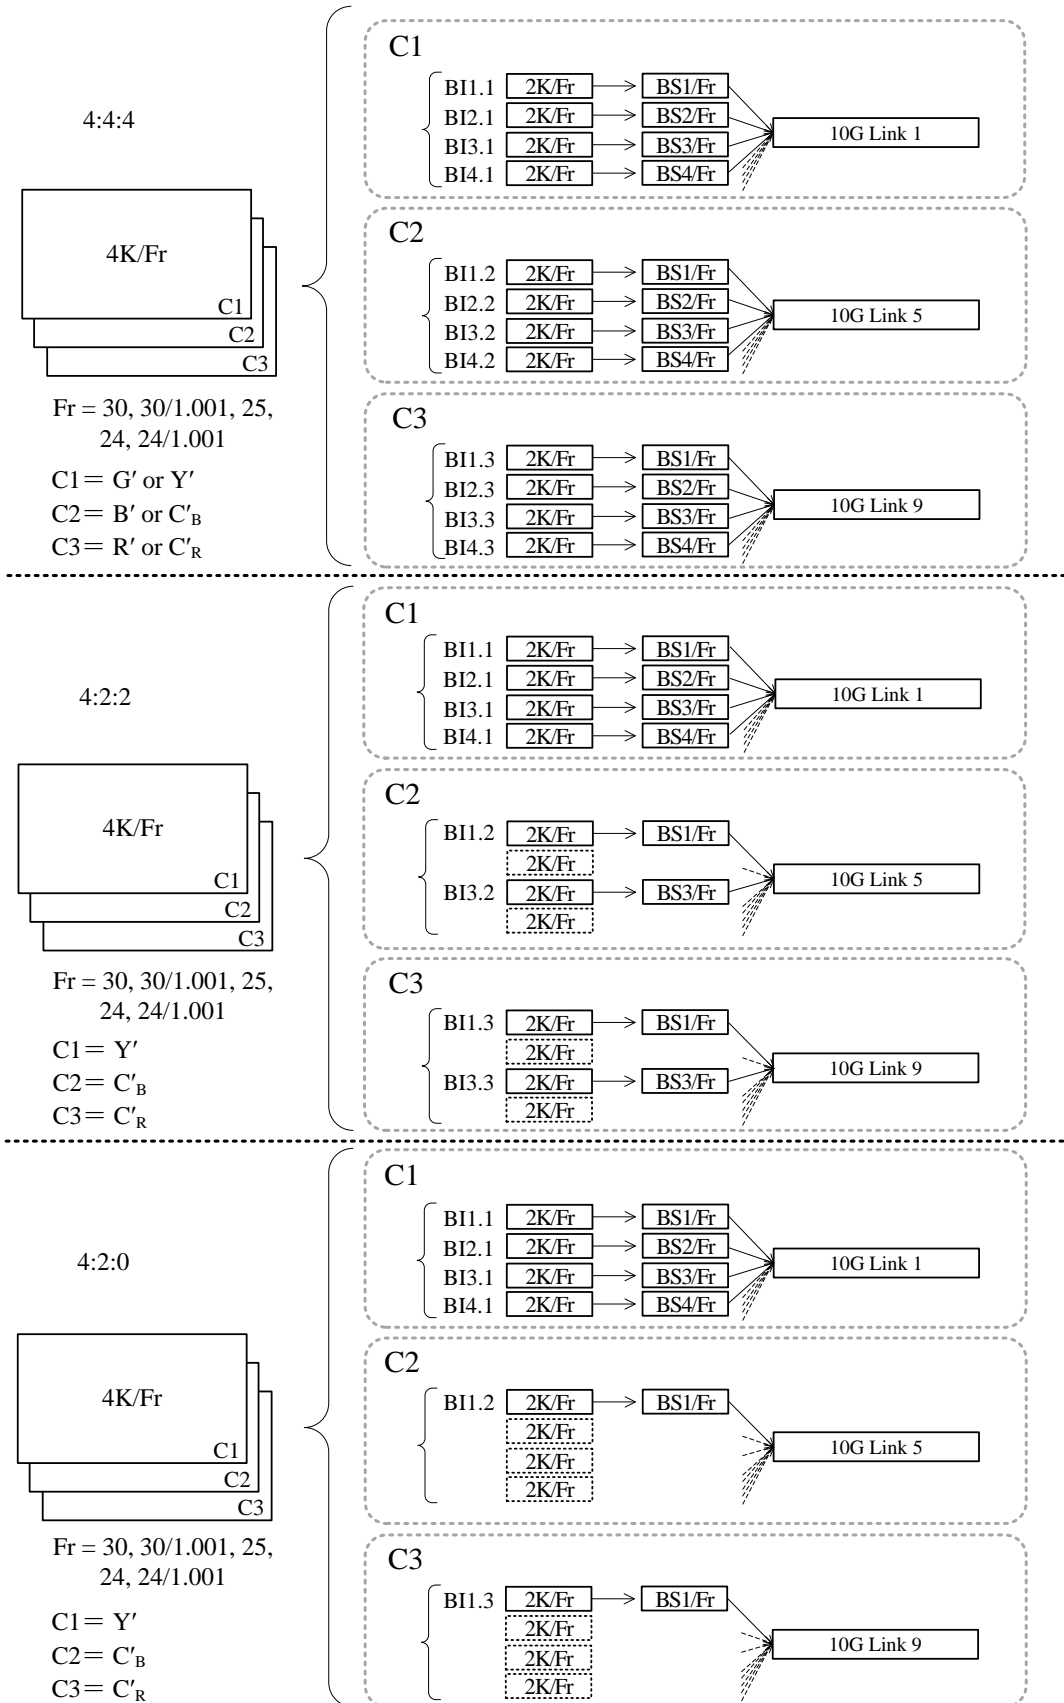 4:4:4
4K/Fr
C1
C2
C3
Fr = 30, 30/1.001, 25,
24, 24/1.001
C1＝ G′ or Y′
C2＝ B′ or C′B
C3＝ R′ or C′R
C1
BI1.1 2K/Fr BS1/Fr
BI2.1 2K/Fr BS2/Fr
BI3.1 2K/Fr BS3/Fr
BI4.1 2K/Fr BS4/Fr
10G Link 1
C2
BI1.2 2K/Fr BS1/Fr
BI2.2 2K/Fr BS2/Fr
BI3.2 2K/Fr BS3/Fr
BI4.2 2K/Fr BS4/Fr
10G Link 5
C3
BI1.3 2K/Fr BS1/Fr
BI2.3 2K/Fr BS2/Fr
BI3.3 2K/Fr BS3/Fr
BI4.3 2K/Fr BS4/Fr
10G Link 9
4:2:2
4K/Fr
C1
C2
C3
Fr = 30, 30/1.001, 25,
24, 24/1.001
C1＝ Y′
C2＝ C′B
C3＝ C′R
C1
BI1.1 2K/Fr BS1/Fr
BI2.1 2K/Fr BS2/Fr
BI3.1 2K/Fr BS3/Fr
BI4.1 2K/Fr BS4/Fr
10G Link 1
C2
BI1.2 2K/Fr BS1/Fr
2K/Fr
BI3.2 2K/Fr BS3/Fr
2K/Fr
10G Link 5
C3
BI1.3 2K/Fr BS1/Fr
2K/Fr
BI3.3 2K/Fr BS3/Fr
2K/Fr
10G Link 9
4:2:0
4K/Fr
C1
C2
C3
Fr = 30, 30/1.001, 25,
24, 24/1.001
C1＝ Y′
C2＝ C′B
C3＝ C′R
C1
BI1.1 2K/Fr BS1/Fr
BI2.1 2K/Fr BS2/Fr
BI3.1 2K/Fr BS3/Fr
BI4.1 2K/Fr BS4/Fr
10G Link 1
C2
BI1.2 2K/Fr BS1/Fr
2K/Fr
2K/Fr
2K/Fr
10G Link 5
C3
BI1.3 2K/Fr BS1/Fr
2K/Fr
2K/Fr
2K/Fr
10G Link 9